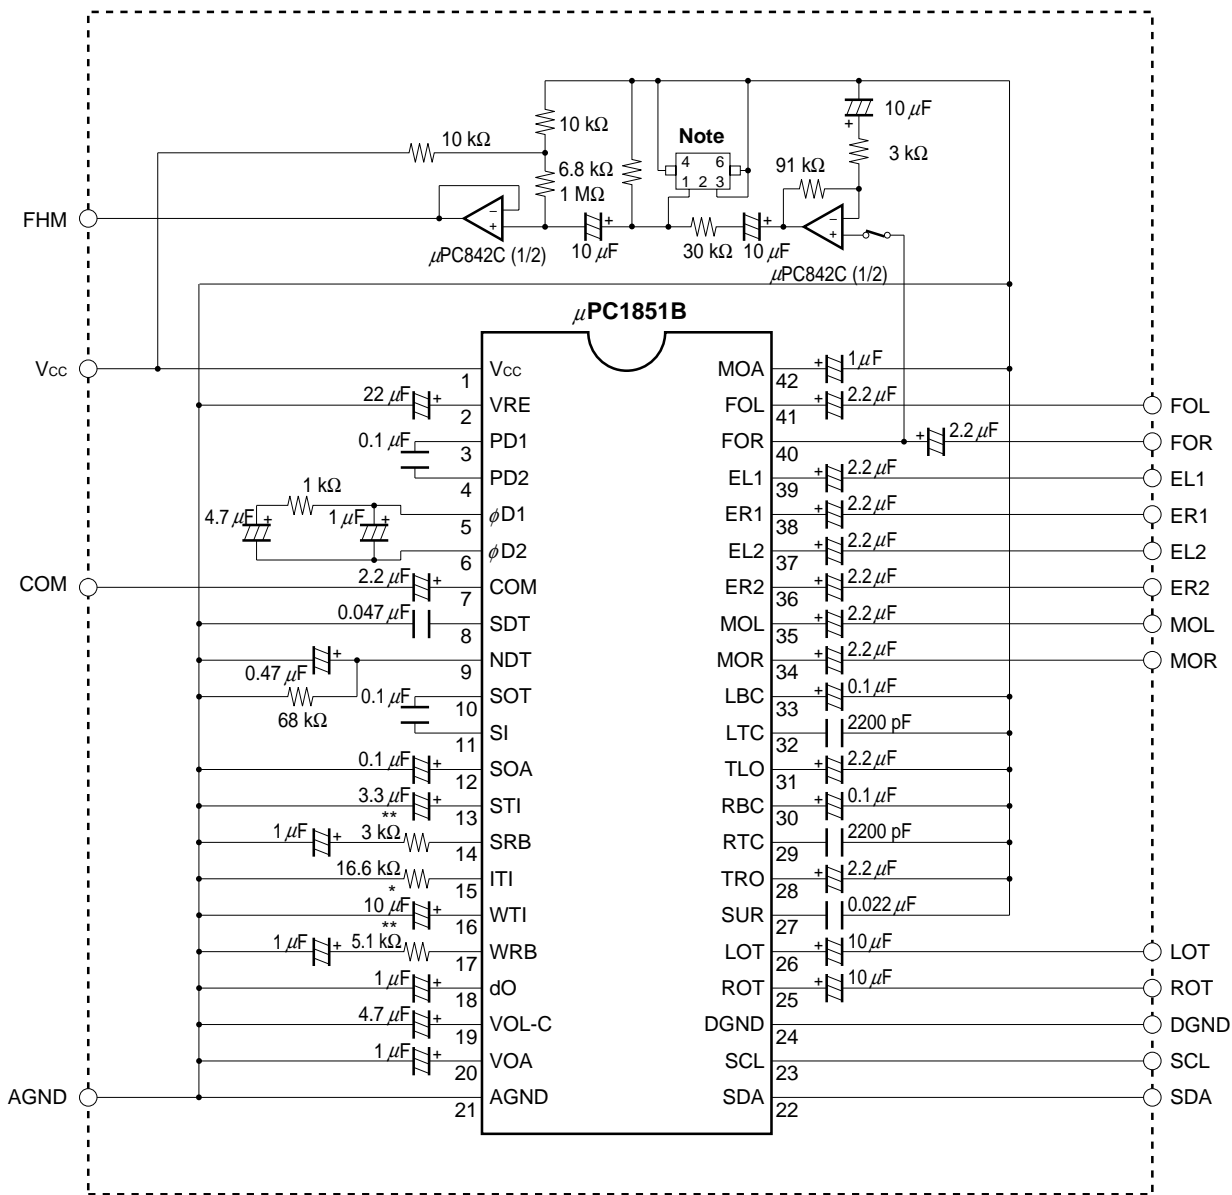 10 µF
10 kΩ
Note
10 kΩ
3 kΩ
4 6
6.8 kΩ
91 kΩ
1 2 3
1 MΩ
FHM
−
+
+
+
−
+
+
10 µF
30 kΩ
10 µF
µPC842C (1/2)
µPC842C (1/2)
µPC1851B
VCC
1
VCC
MOA
42
+
1 µF
22 µF
+
2
VRE
FOL
41
+
2.2 µF
FOL
0.1 µF
3
PD1
FOR
40
+
2.2 µF
FOR
4
PD2
EL1
39
+
2.2 µF
EL1
1 kΩ
4.7 µF
+
1 µF
+
5
φD1
ER1
38
+
2.2 µF
ER1
6
φD2
EL2
37
+
2.2 µF
EL2
COM
2.2 µF
+
7
COM
ER2
36
+
2.2 µF
ER2
0.047 µF
8
SDT
MOL
35
+
2.2 µF
MOL
0.47 µF
+
9
NDT
MOR
34
+
2.2 µF
MOR
68 kΩ
0.1 µF
10
SOT
LBC
33
+
0.1 µF
11
SI
LTC
32
2200 pF
0.1 µF
+
12
SOA
TLO
31
+
2.2 µF
3.3 µF
+
13
STI
RBC
30
+
0.1 µF
1 µF
+
**
3 kΩ
14
SRB
RTC
29
2200 pF
16.6 kΩ
*
15
ITI
TRO
28
+
2.2 µF
10 µF
+
16
WTI
SUR
27
0.022 µF
1 µF
+
**
5.1 kΩ
17
WRB
LOT
26
+
10 µF
LOT
1 µF
+
18
dO
ROT
25
+
10 µF
ROT
4.7 µF
+
19
VOL-C
DGND
24
DGND
1 µF
+
20
VOA
SCL
23
SCL
AGND
21
AGND
SDA
22
SDA